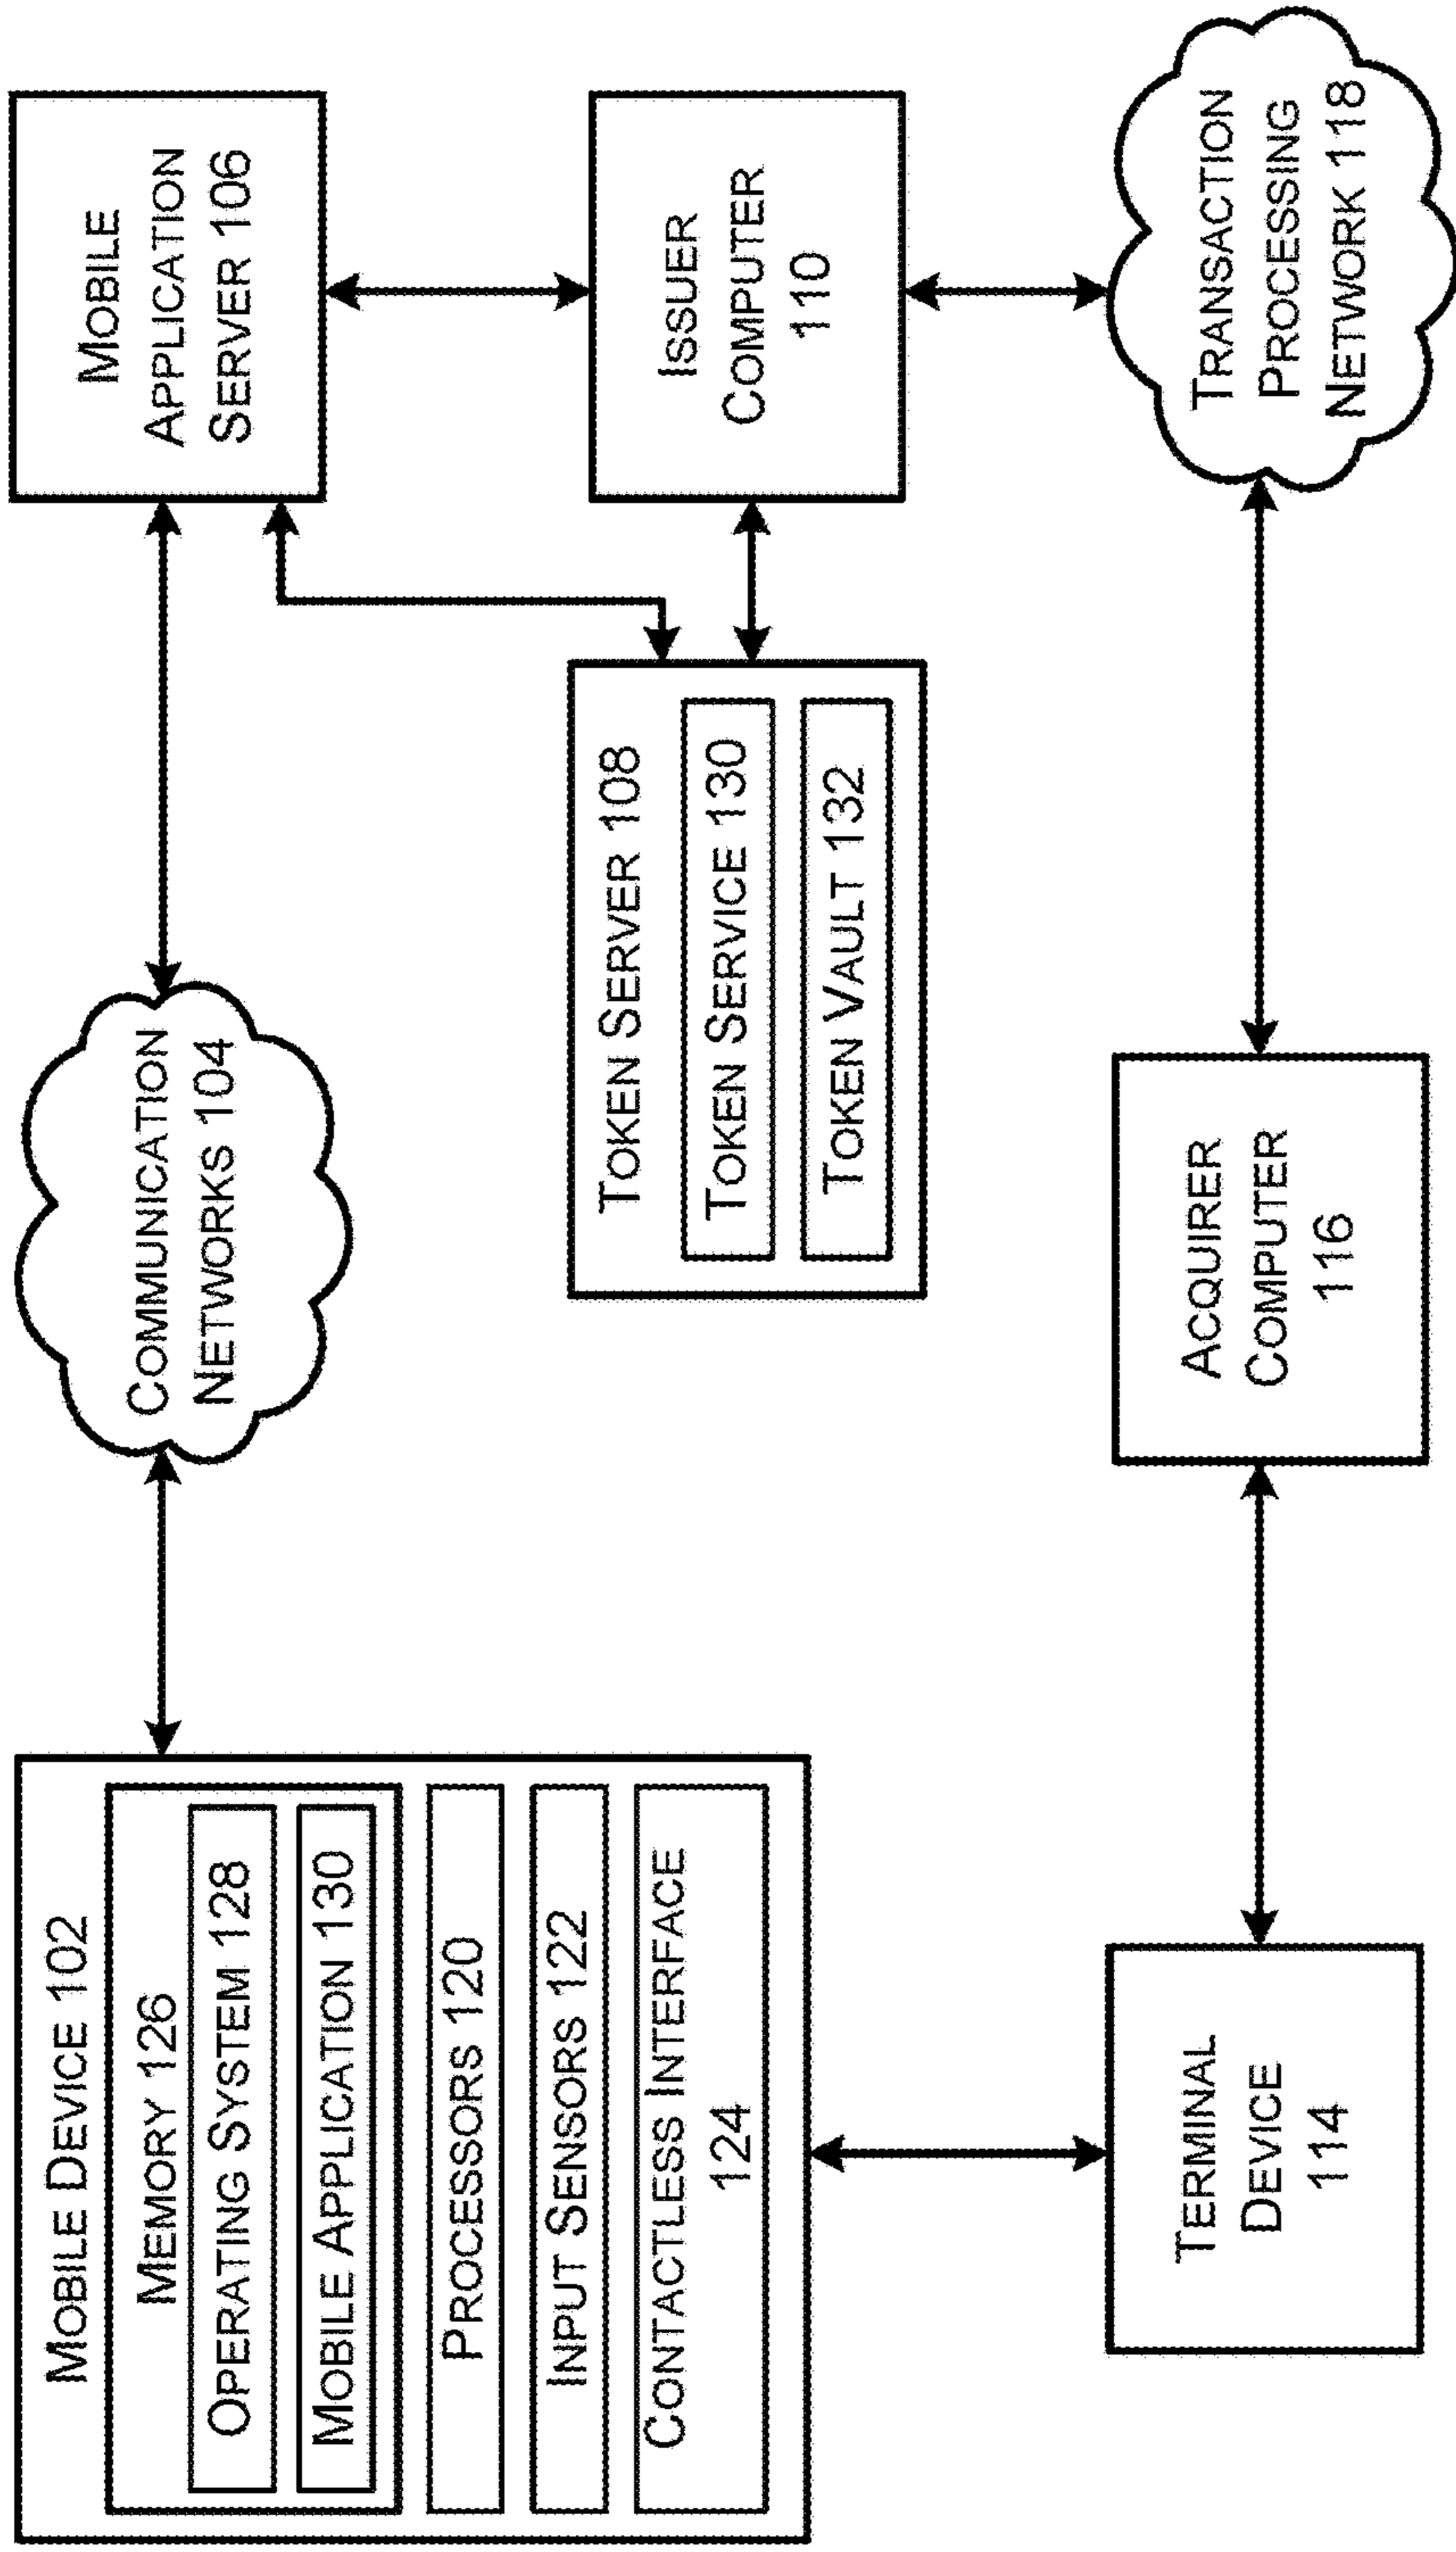 MOBILE DEVICE 102
MEMORY 126
OPERATING SYSTEM 128
MOBILE APPLICATION 130
PROCESSORS 120
INPUT SENSORS 122
CONTACTLESS INTERFACE
124
COMMUNICATION
NETWORKS 104
MOBILE
APPLICATION
SERVER 106
TOKEN SERVER 108
TOKEN SERVICE 130
TOKEN VAULT 132
ISSUER
COMPUTER
110
TERMINAL
DEVICE
114
ACQUIRER
COMPUTER
116
TRANSACTION
PROCESSING
NETWORK 118